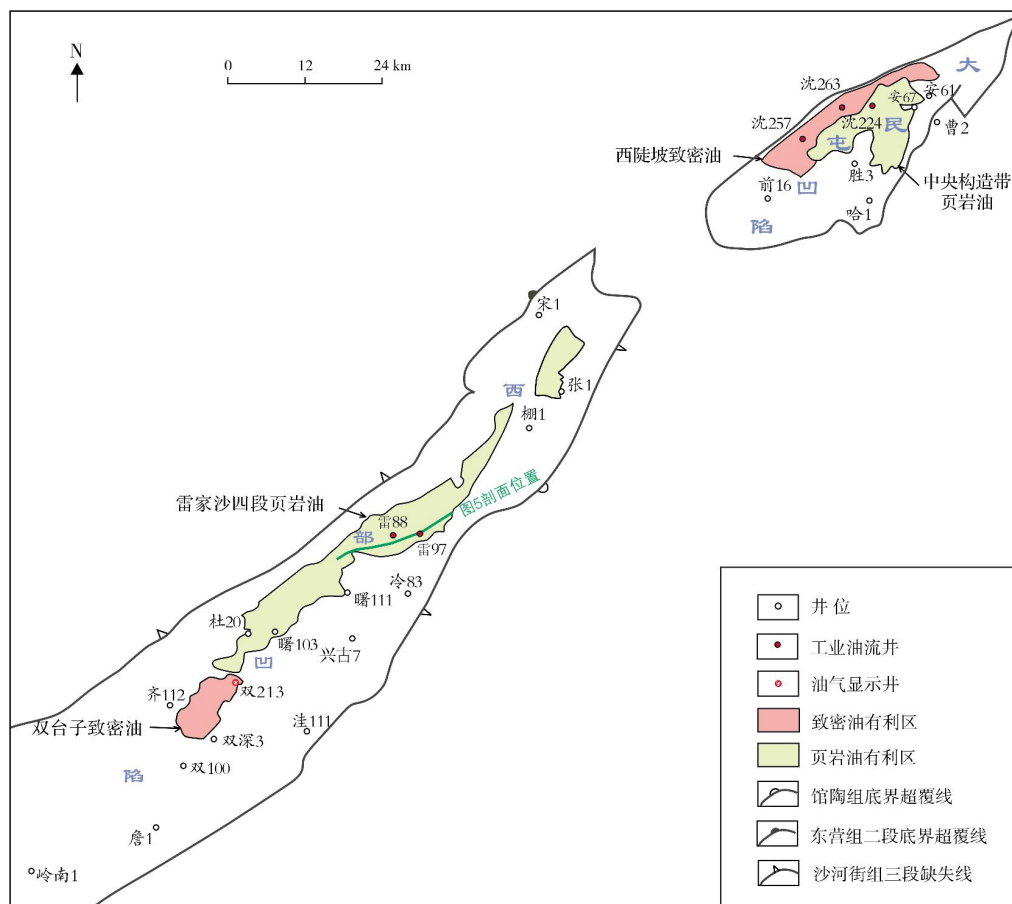 N
0 12 24 km
大
民
屯
凹
陷
沈263
安67
安61
沈257
沈224
曹2
西陡坡致密油
胜3
中央构造带
页岩油
前16
哈1
宋1
西
张1
棚1
图5剖面位置
雷家沙四段页岩油
雷88
部
雷97
冷83
曙111
杜20
曙103
兴古7
凹
齐112
双213
双台子致密油
双深3
洼111
双100
陷
詹1
岭南1
井位
工业油流井
油气显示井
致密油有利区
页岩油有利区
馆陶组底界超覆线
东营组二段底界超覆线
沙河街组三段缺失线